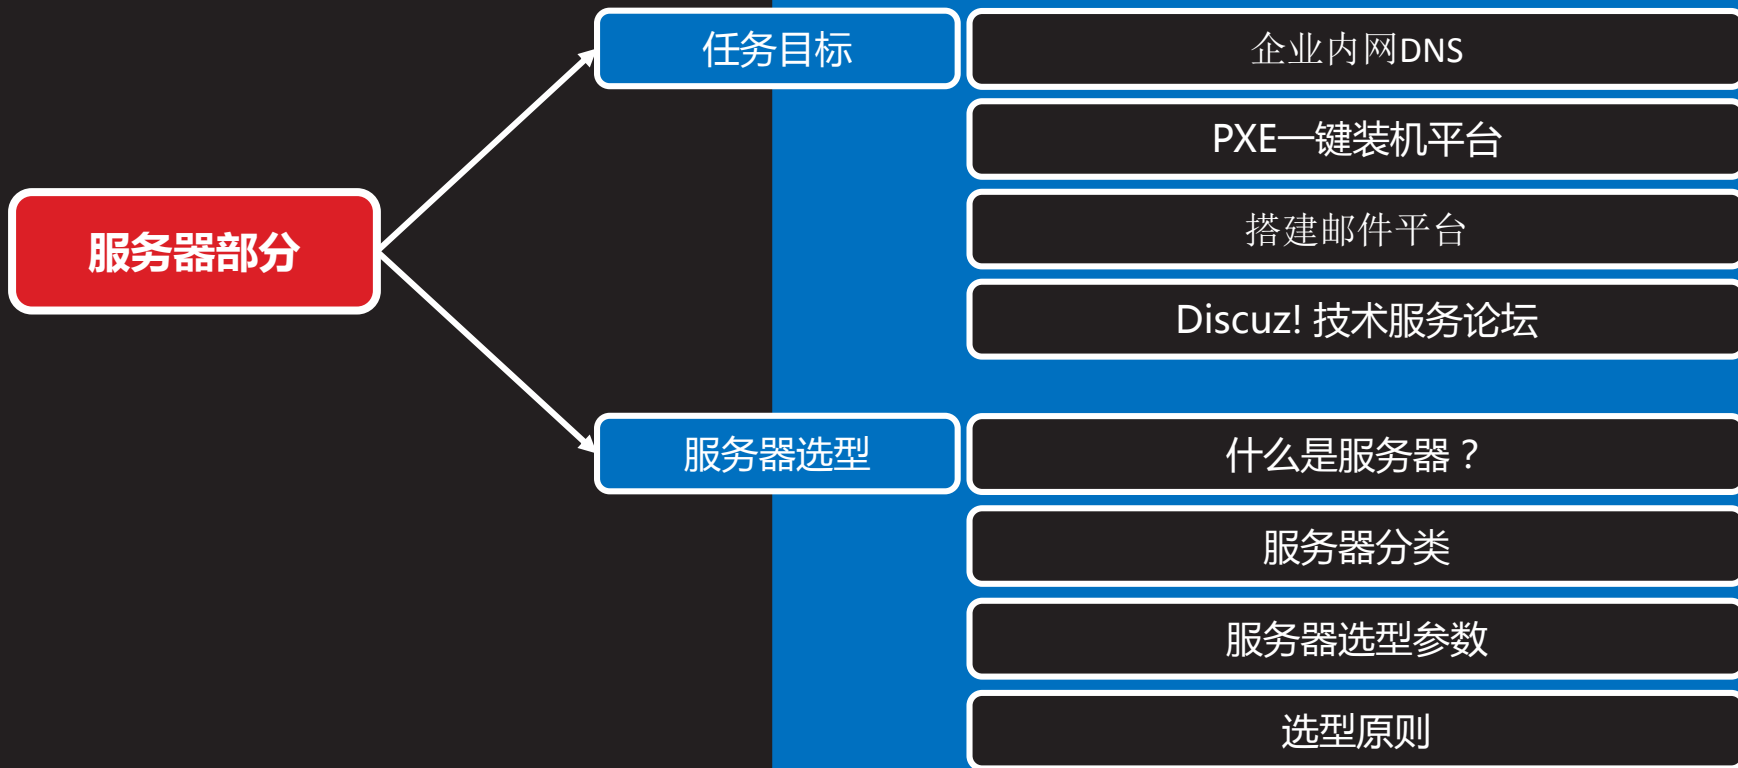 服务器部分
任务目标
企业内网DNS
PXE一键装机平台
搭建邮件平台
Discuz! 技术服务论坛
服务器选型
什么是服务器？
服务器分类
服务器选型参数
选型原则